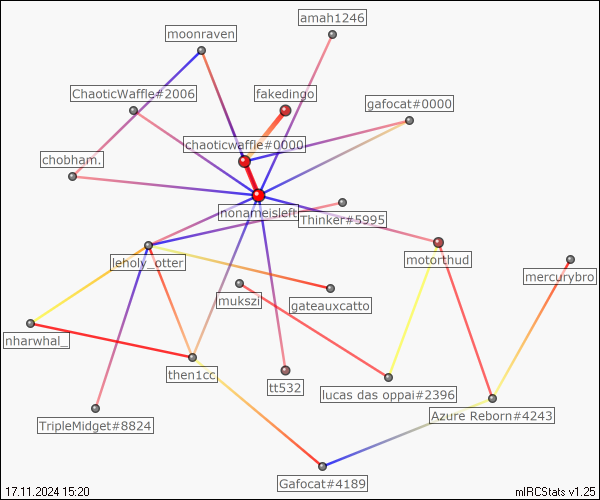 amah1246
moonraven
ChaoticWaffle#2006
fakedingo
gafocat#0000
chaoticwaffle#0000
chobham.
nonameisleft
Thinker#5995
leholy_otter
motorthud
mercurybro
mukszi
gateauxcatto
nharwhal_
then1cc
tt532
lucas das oppai#2396
Azure Reborn#4243
TripleMidget#8824
Gafocat#4189
17.11.2024 15:20
mIRCStats v1.25